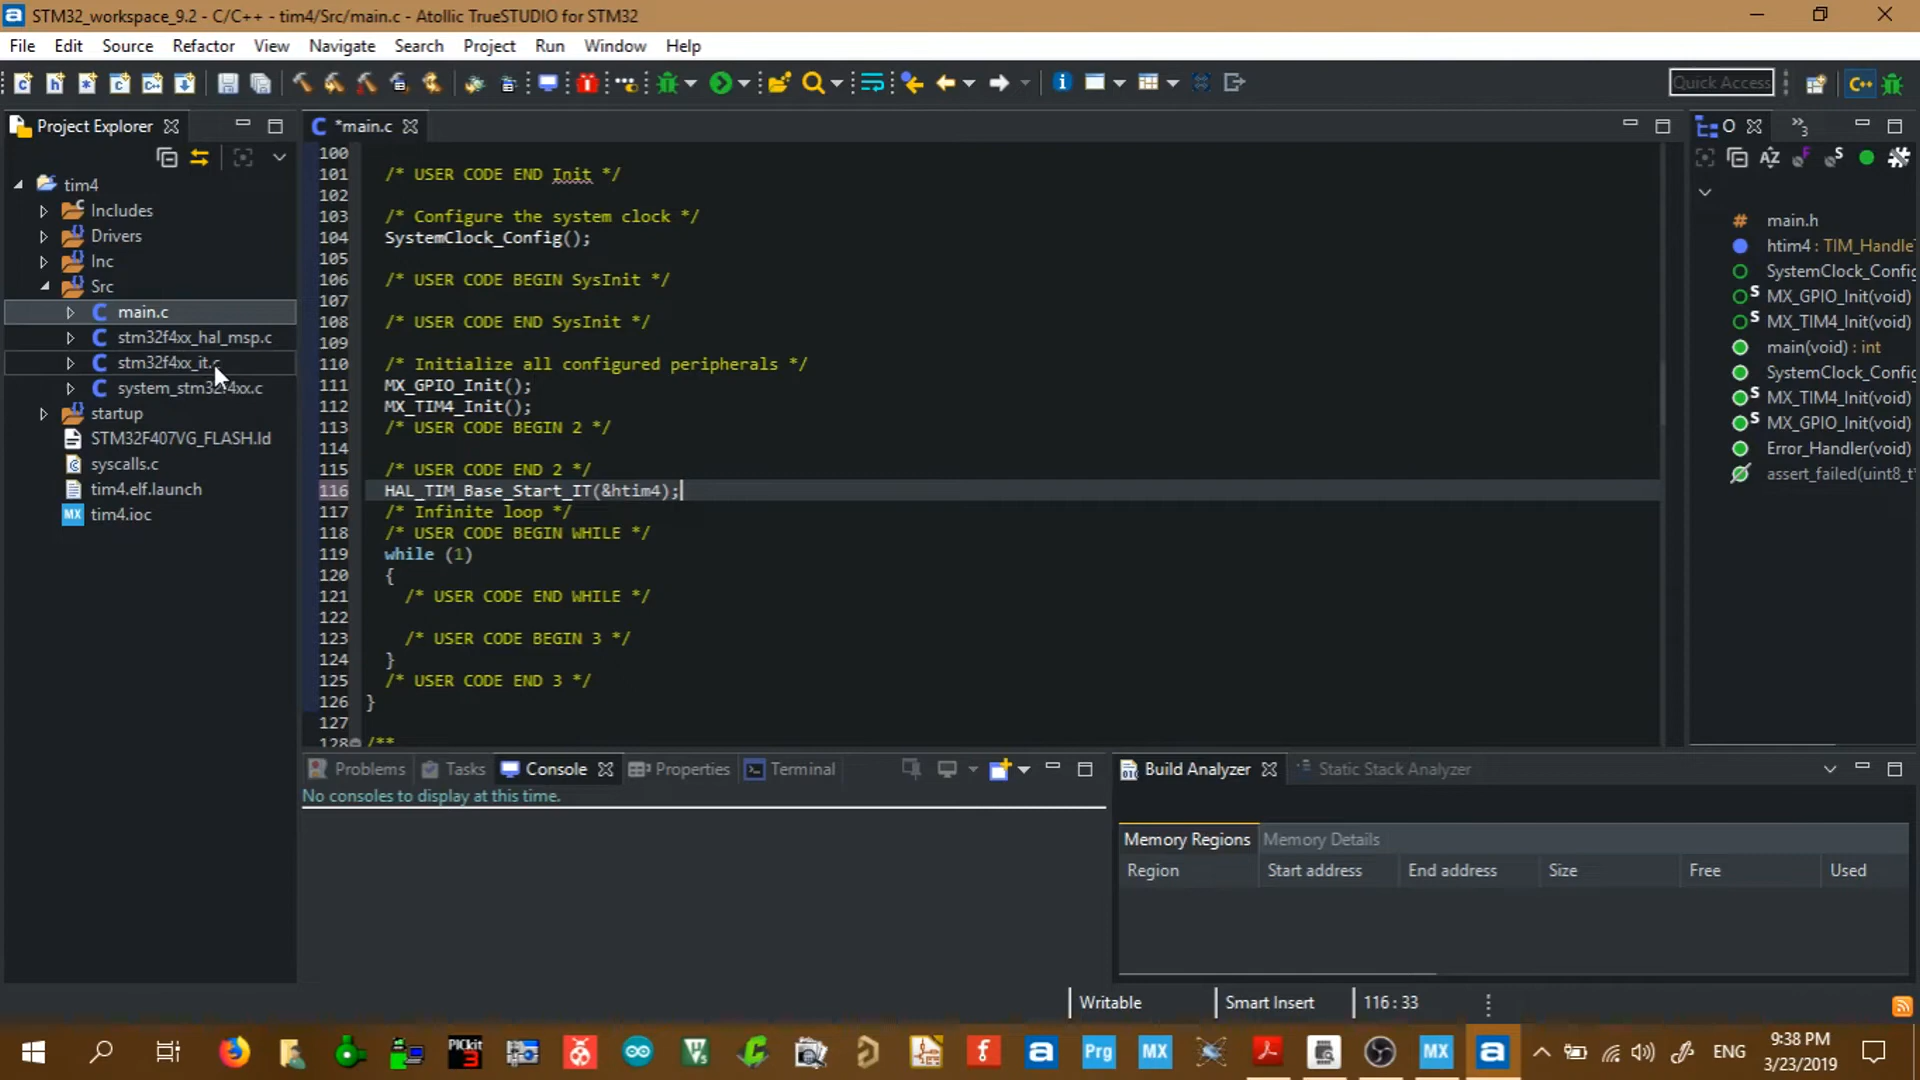 STM32_workspace_9.2 - C/C++ - tim4/Src/main.c - Atollic TrueSTUDIO for STM32
File Edit Source Refactor View Navigate Search Project Run Window Help
Quick Access
Project Explorer
tim4
Includes
Drivers
Inc
Src
main.c
stm32f4xx_hal_msp.c
stm32f4xx_it.c
system_stm32f4xx.c
startup
STM32F407VG_FLASH.ld
syscalls.c
tim4.elf.launch
MX tim4.ioc
*main.c
100
101 /* USER CODE END Init */
102
103 /* Configure the system clock */
104 SystemClock_Config();
105
106 /* USER CODE BEGIN SysInit */
107
108 /* USER CODE END SysInit */
109
110 /* Initialize all configured peripherals */
111 MX_GPIO_Init();
112 MX_TIM4_Init();
113 /* USER CODE BEGIN 2 */
114
115 /* USER CODE END 2 */
116 HAL_TIM_Base_Start_IT(&htim4);
117 /* Infinite loop */
118 /* USER CODE BEGIN WHILE */
119 while (1)
120 {
121 /* USER CODE END WHILE */
122
123 /* USER CODE BEGIN 3 */
124 }
125 /* USER CODE END 3 */
126 }
127
128 /**
O
3
main.h
htim4 : TIM_Handle
SystemClock_Config
MX_GPIO_Init(void)
MX_TIM4_Init(void)
main(void) : int
SystemClock_Config
MX_TIM4_Init(void)
MX_GPIO_Init(void)
Error_Handler(void)
assert_failed(uint8_t
Problems Tasks Console Properties Terminal
No consoles to display at this time.
Build Analyzer Static Stack Analyzer
Memory Regions Memory Details
Region Start address End address Size Free Used
Writable Smart Insert 116 : 33
PICkit 3
Prg
MX
MX
ENG
9:38 PM
3/23/2019